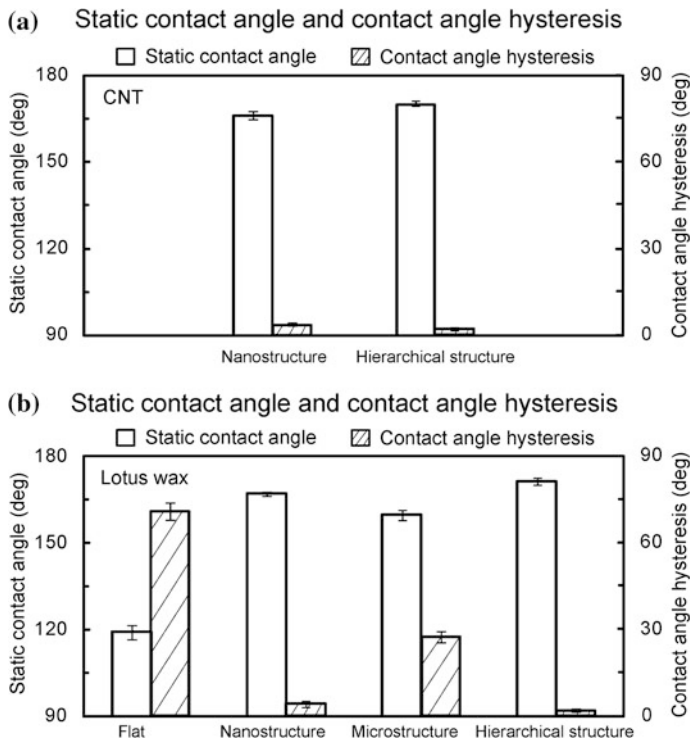 (a) Static contact angle and contact angle hysteresis
Static contact angle Contact angle hysteresis
180 90
CNT
150 60
120 30
90 0
Static contact angle (deg)
Contact angle hysteresis (deg)
Nanostructure Hierarchical structure
(b) Static contact angle and contact angle hysteresis
Static contact angle Contact angle hysteresis
180 90
Lotus wax
150 60
120 30
90 0
Static contact angle (deg)
Contact angle hysteresis (deg)
Flat Nanostructure Microstructure Hierarchical structure